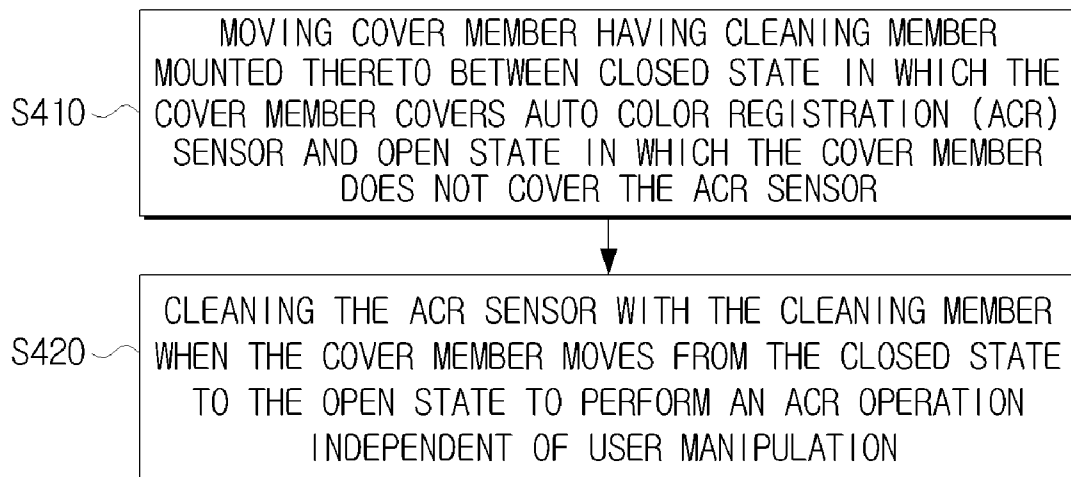 MOVING COVER MEMBER HAVING CLEANING MEMBER
MOUNTED THERETO BETWEEN CLOSED STATE IN WHICH THE
S410 COVER MEMBER COVERS AUTO COLOR REGISTRATION (ACR)
SENSOR AND OPEN STATE IN WHICH THE COVER MEMBER
DOES NOT COVER THE ACR SENSOR
CLEANING THE ACR SENSOR WITH THE CLEANING MEMBER
S420 WHEN THE COVER MEMBER MOVES FROM THE CLOSED STATE
TO THE OPEN STATE TO PERFORM AN ACR OPERATION
INDEPENDENT OF USER MANIPULATION